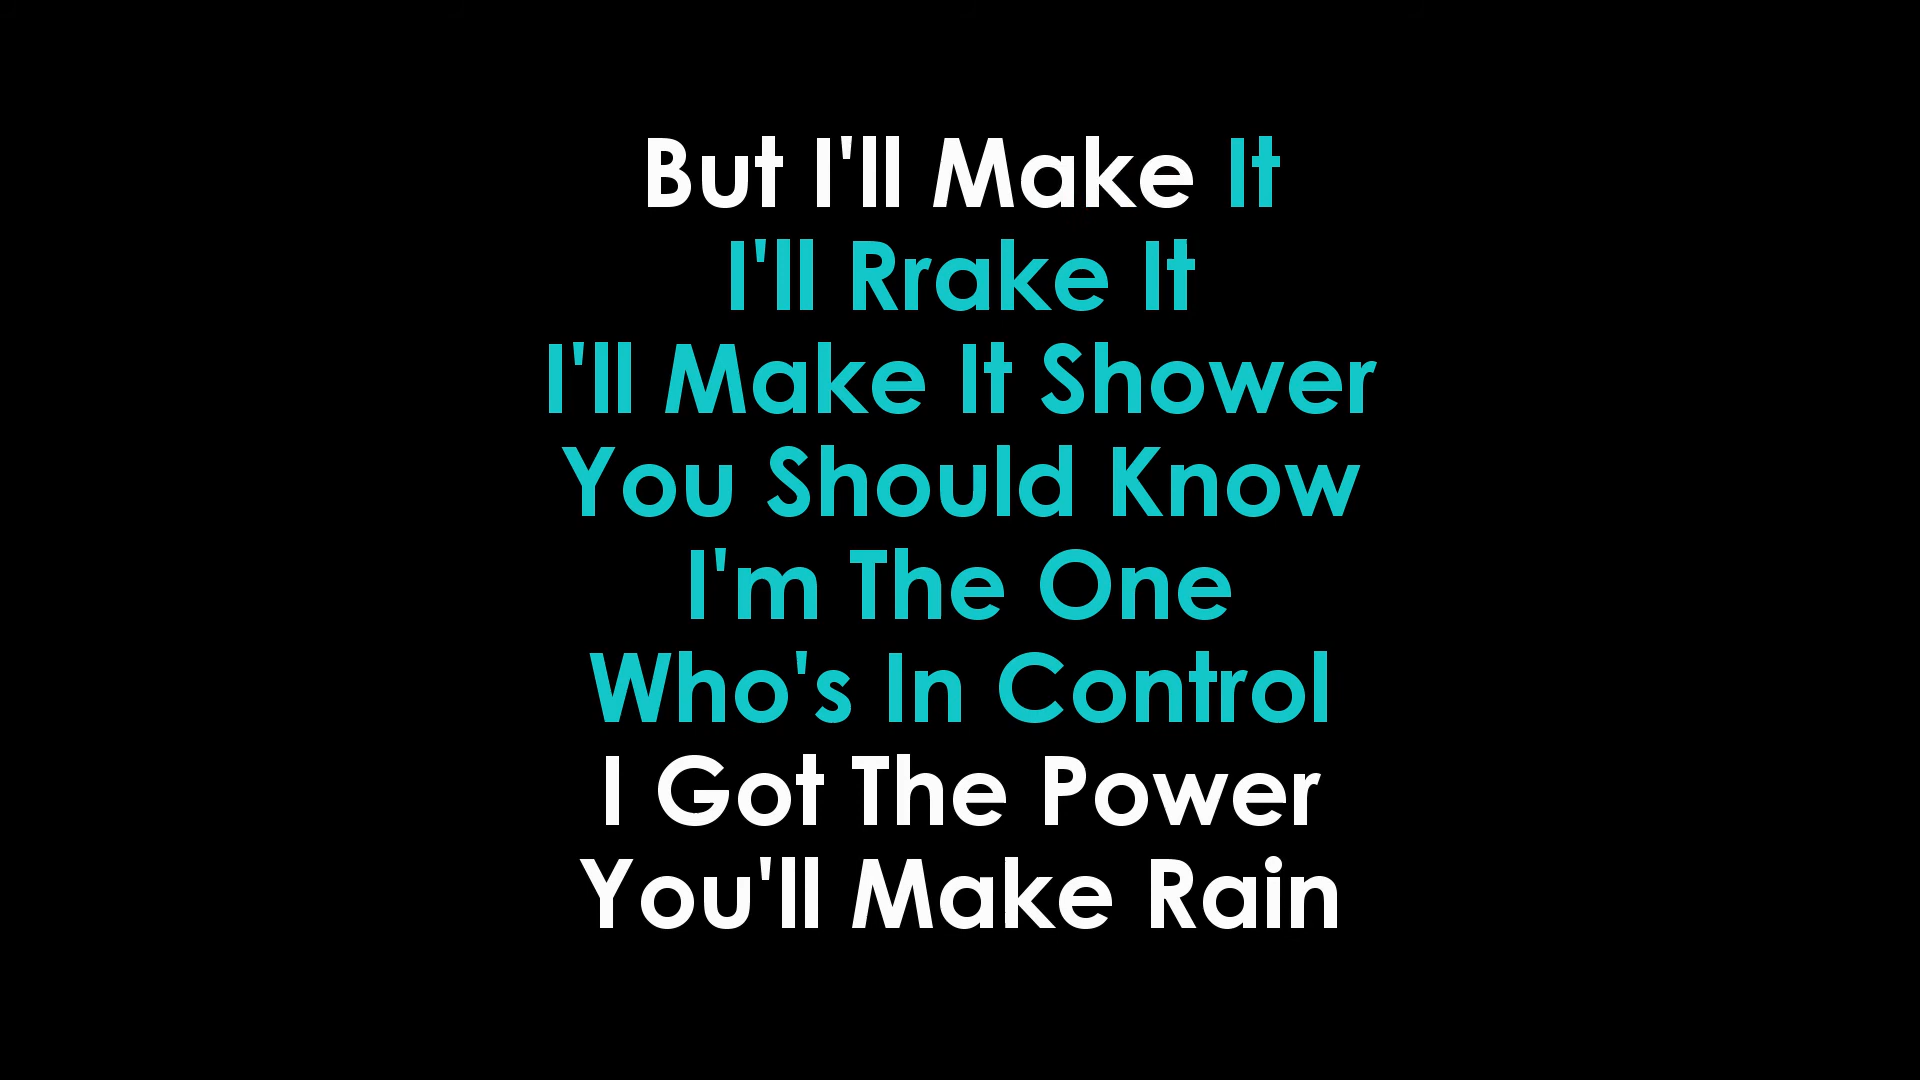 But I'll Make It
I'll Rrake It
I'll Make It Shower
You Should Know
I'm The One
Who's In Control
I Got The Power
You'll Make Rain